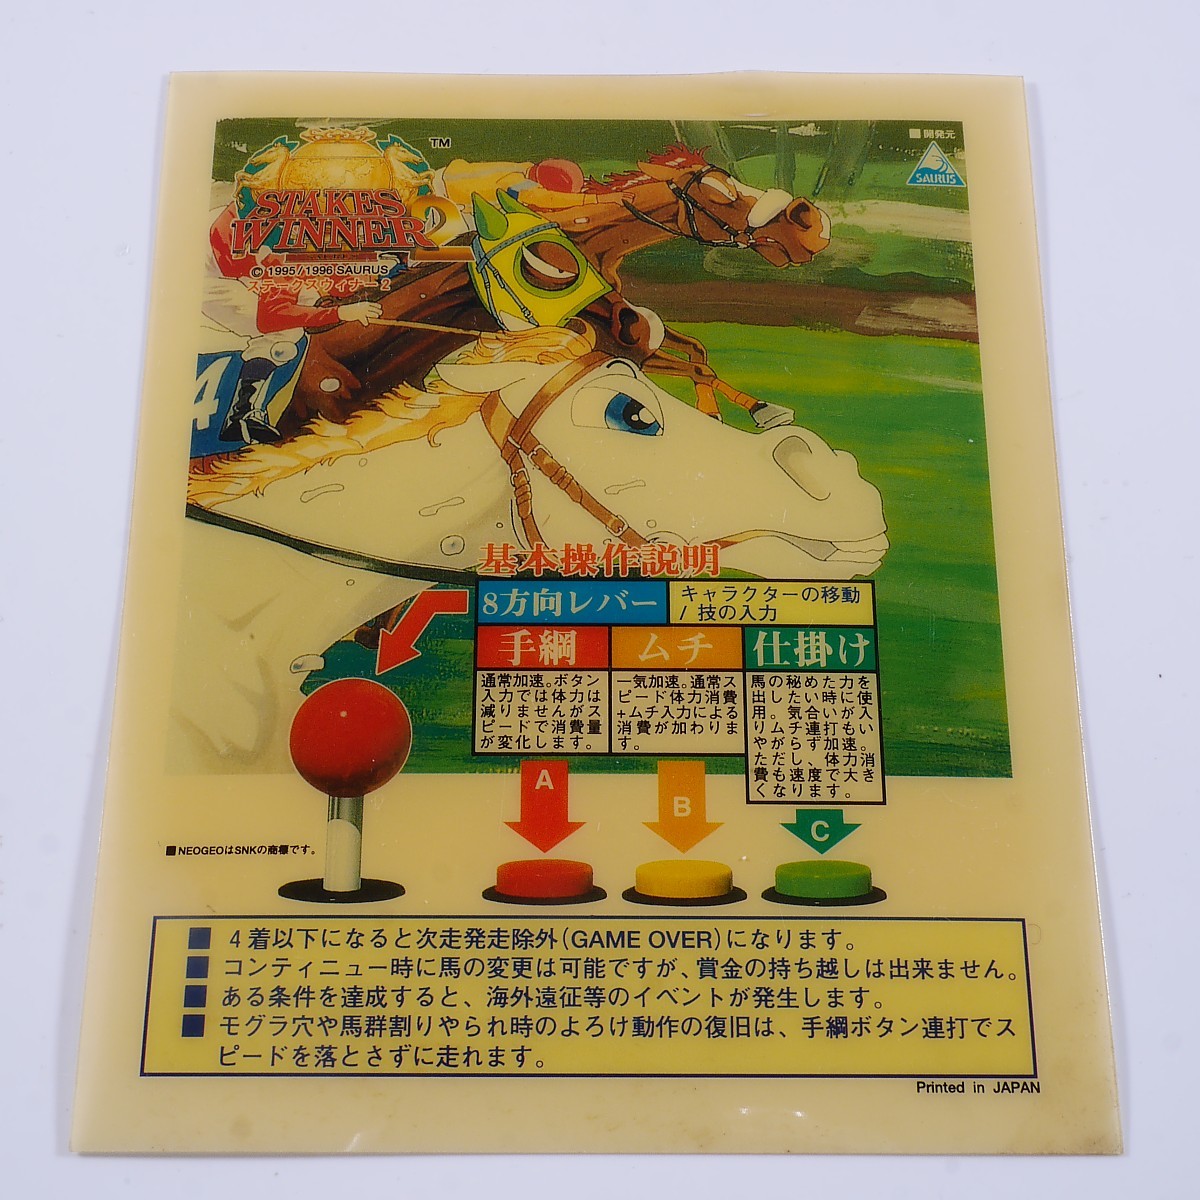 ■開発元
SAURUS
STAKES
WINNER 2
TM
© 1995/1996 SAURUS
ステークスウィナー2
4
基本操作説明
8方向レバー
キャラクターの移動
/ 技の入力
手綱
通常加速。ボタン
入力では体力は
減りませんがス
ピードで消費量
が変化します。
ムチ
一気加速。通常ス
ピード体力消費
+ムチ入力による
消費が加わりま
す。
仕掛け
馬の秘めた力を
出したい時に使
用。気合いが入
りムチ連打もい
やがらず加速。
ただし、体力消
費も速度で大き
くなります。
A
B
C
■NEOGEOはSNKの商標です。
■ 4着以下になると次走発走除外(GAME OVER)になります。
■ コンティニュー時に馬の変更は可能ですが、賞金の持ち越しは出来ません。
■ ある条件を達成すると、海外遠征等のイベントが発生します。
■ モグラ穴や馬群割りやられ時のよろけ動作の復旧は、手綱ボタン連打でス
ピードを落とさずに走れます。
Printed in JAPAN